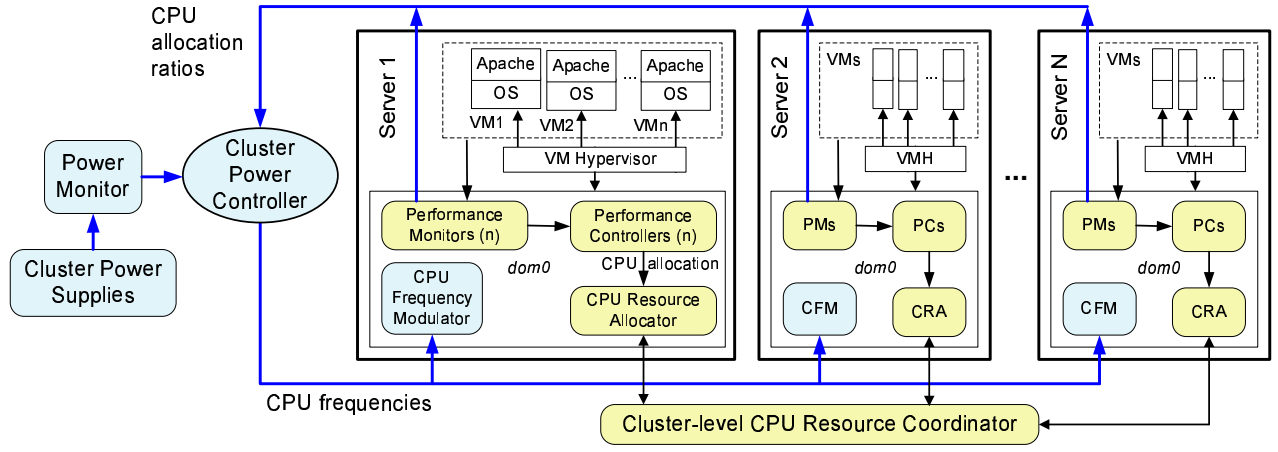 CPU
allocation
ratios
Power
Monitor
Cluster Power
Supplies
Cluster
Power
Controller
CPU frequencies
Server 1
Apache
OS
VM1
Apache
OS
VM2
...
Apache
OS
VMn
VM Hypervisor
Performance
Monitors (n)
Performance
Controllers (n)
dom0
CPU allocation
CPU
Frequency
Modulator
CPU Resource
Allocator
Server 2
VMs
...
VMH
PMs
PCs
dom0
CFM
CRA
...
Server N
VMs
...
VMH
PMs
PCs
dom0
CFM
CRA
Cluster-level CPU Resource Coordinator